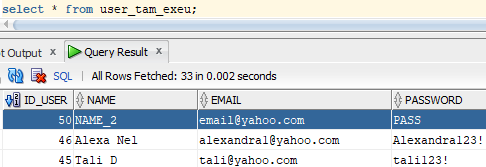 select * from user_tam_exeu;
t Output × Query Result ×
SQL | All Rows Fetched: 33 in 0.002 seconds
ID_USER NAME EMAIL PASSWORD
50 NAME_2 email@yahoo.com PASS
46 Alexa Nel alexandral@yahoo.com Alexandra123!
45 Tali D tali@yahoo.com tali123!